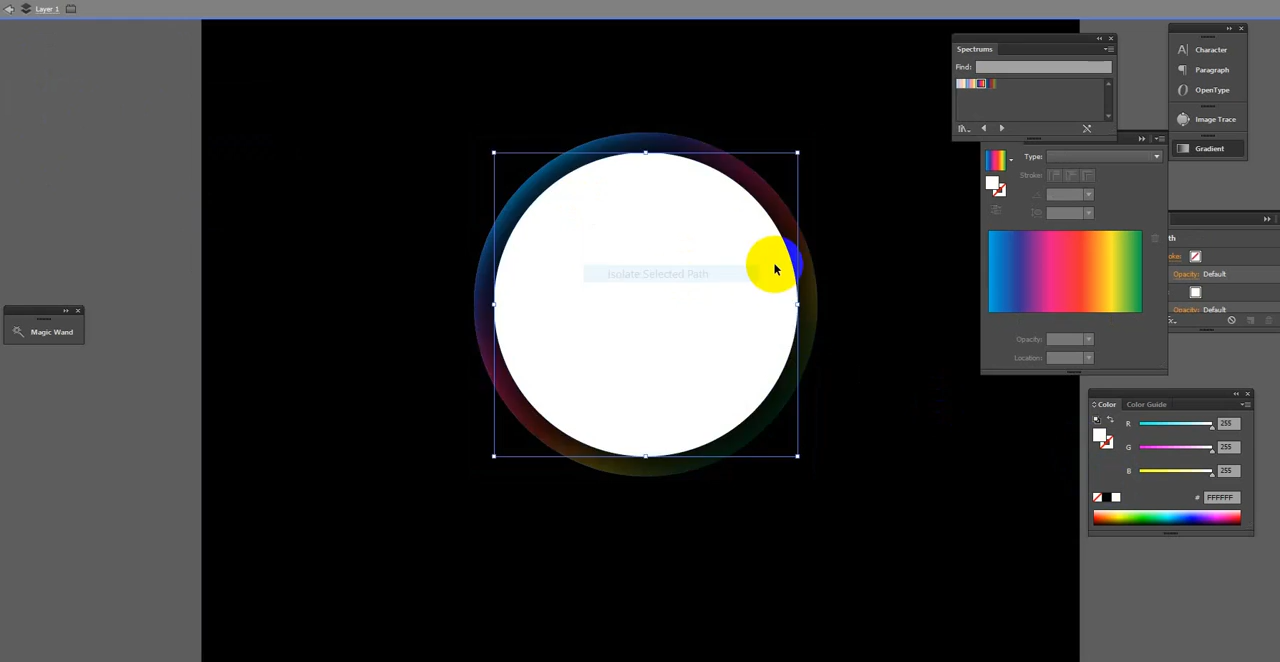 Layer 1
Spectrums
Find:
Character
Paragraph
OpenType
Image Trace
Gradient
Type:
Stroke:
Isolate Selected Path
Opacity: Default
Opacity: Default
Magic Wand
Opacity:
Location:
Color
Color Guide
R 255
G 255
B 255
# FFFFFF